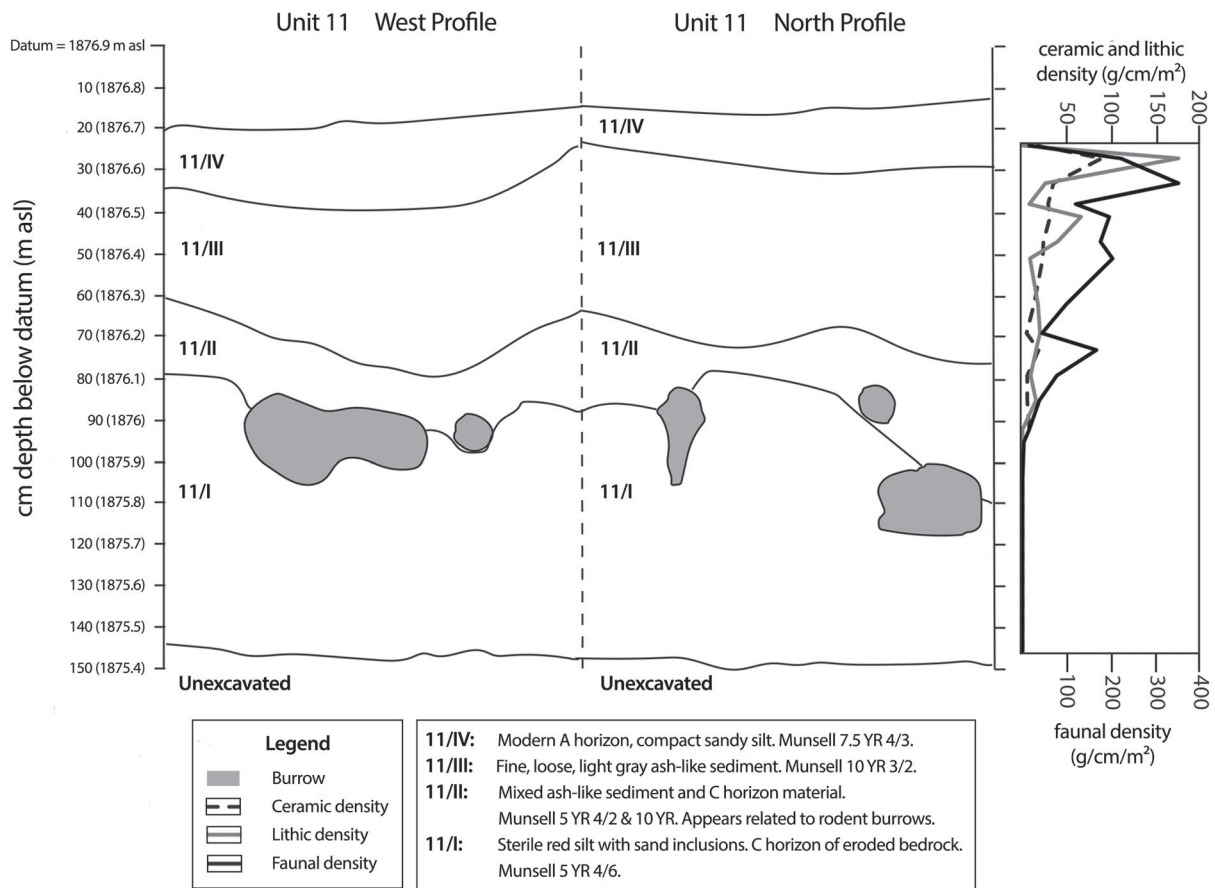 Unit 11 West Profile
Unit 11 North Profile
Datum = 1876.9 m asl
10 (1876.8)
20 (1876.7)
30 (1876.6)
40 (1876.5)
50 (1876.4)
60 (1876.3)
70 (1876.2)
80 (1876.1)
90 (1876)
100 (1875.9)
110 (1875.8)
120 (1875.7)
130 (1875.6)
140 (1875.5)
150 (1875.4)
cm depth below datum (m asl)
11/IV
11/III
11/II
11/I
Unexcavated
11/IV
11/III
11/II
11/I
Unexcavated
ceramic and lithic
density (g/cm/m²)
50
100
150
200
100
200
300
400
faunal density
(g/cm/m²)
Legend
Burrow
Ceramic density
Lithic density
Faunal density
11/IV: Modern A horizon, compact sandy silt. Munsell 7.5 YR 4/3.
11/III: Fine, loose, light gray ash-like sediment. Munsell 10 YR 3/2.
11/II: Mixed ash-like sediment and C horizon material.
Munsell 5 YR 4/2 & 10 YR. Appears related to rodent burrows.
11/I: Sterile red silt with sand inclusions. C horizon of eroded bedrock.
Munsell 5 YR 4/6.